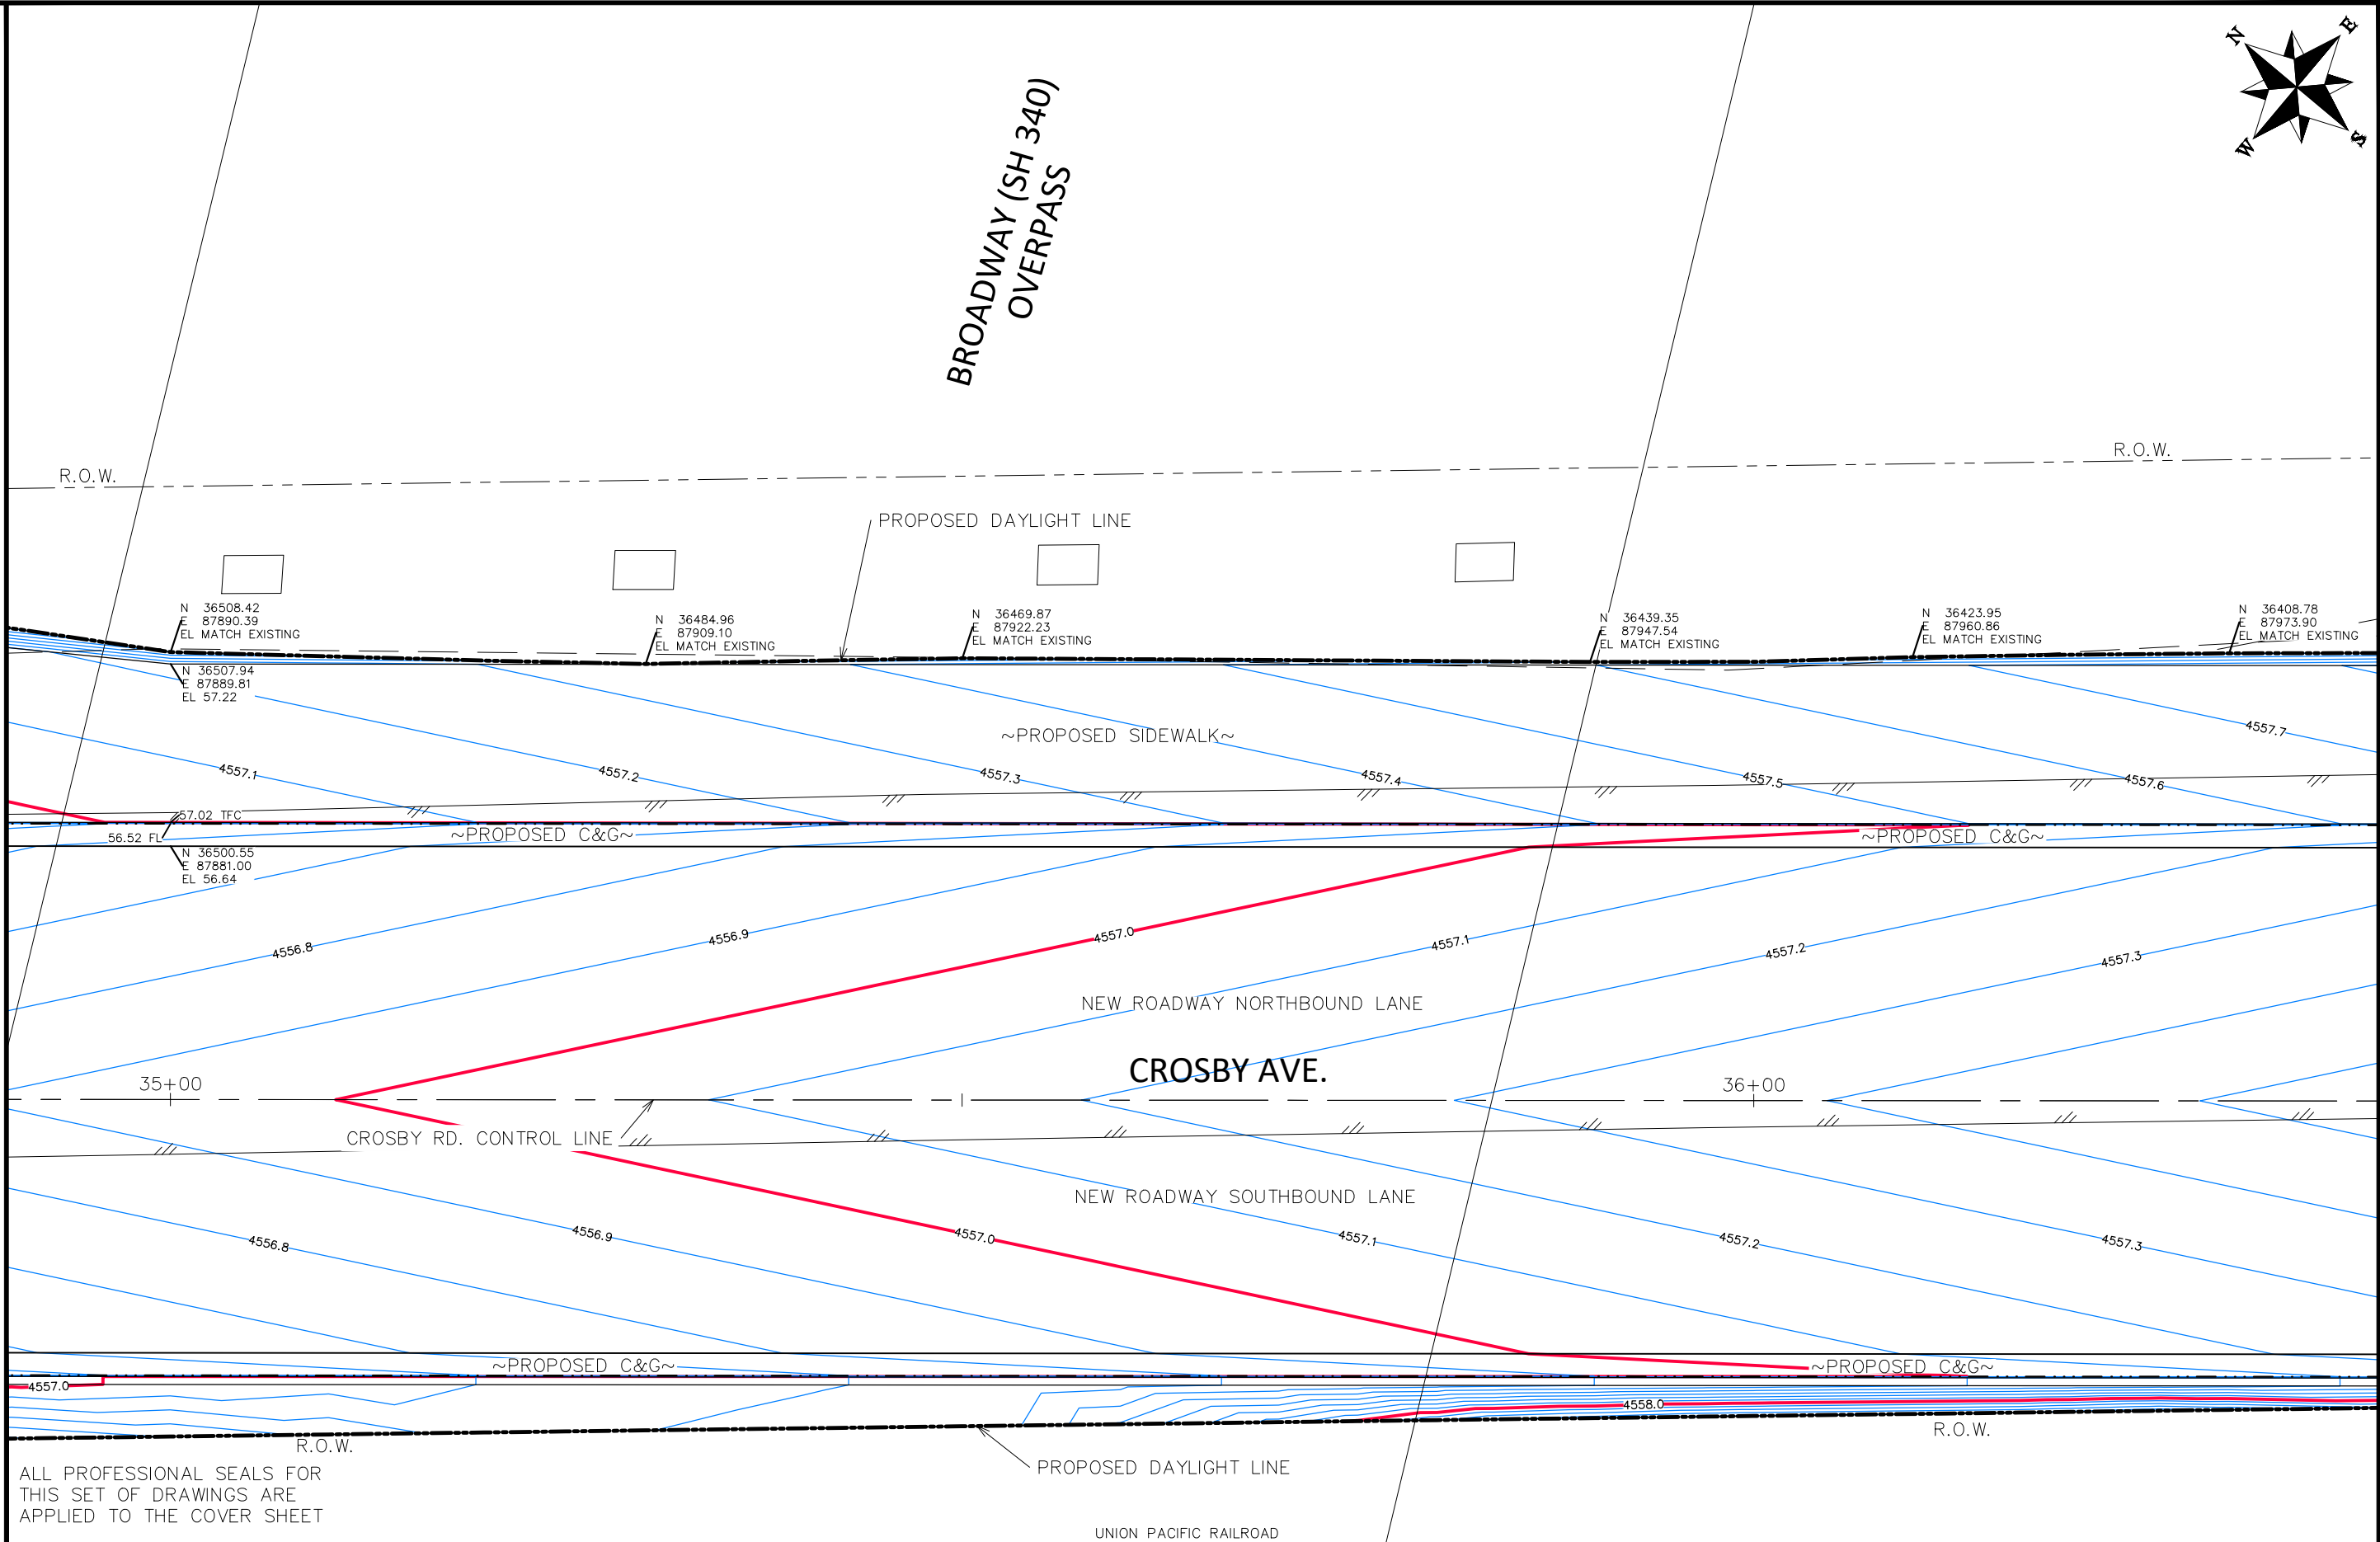 N
E
W
S
BROADWAY (SH 340)
OVERPASS
R.O.W.
R.O.W.
PROPOSED DAYLIGHT LINE
N 36508.42
E 87890.39
EL MATCH EXISTING
N 36484.96
E 87909.10
EL MATCH EXISTING
N 36469.87
E 87922.23
EL MATCH EXISTING
N 36439.35
E 87947.54
EL MATCH EXISTING
N 36423.95
E 87960.86
EL MATCH EXISTING
N 36408.78
E 87973.90
EL MATCH EXISTING
N 36507.94
E 87889.81
EL 57.22
~PROPOSED SIDEWALK~
4557.1
4557.2
4557.3
4557.4
4557.5
4557.6
4557.7
57.02 TFC
56.52 FL
~PROPOSED C&G~
~PROPOSED C&G~
N 36500.55
E 87881.00
EL 56.64
4556.8
4556.9
4557.0
4557.1
4557.2
4557.3
NEW ROADWAY NORTHBOUND LANE
CROSBY AVE.
35+00
36+00
CROSBY RD. CONTROL LINE
NEW ROADWAY SOUTHBOUND LANE
4556.8
4556.9
4557.0
4557.1
4557.2
4557.3
~PROPOSED C&G~
~PROPOSED C&G~
4557.0
4558.0
R.O.W.
R.O.W.
PROPOSED DAYLIGHT LINE
ALL PROFESSIONAL SEALS FOR
THIS SET OF DRAWINGS ARE
APPLIED TO THE COVER SHEET
UNION PACIFIC RAILROAD